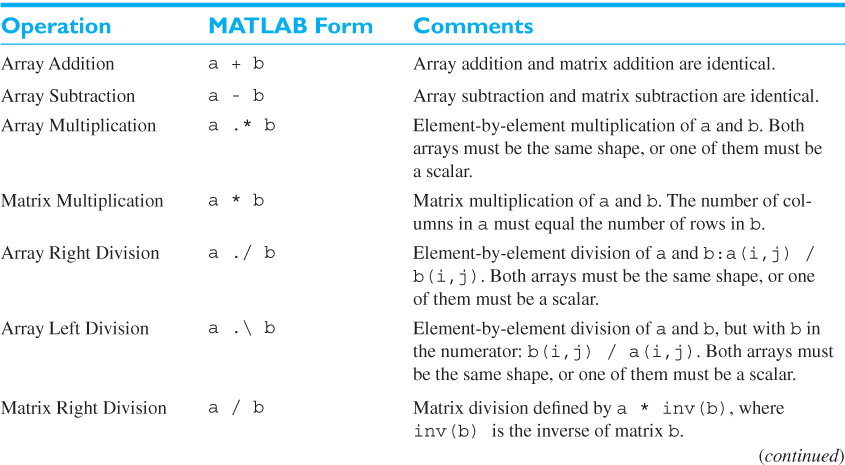 Operation MATLAB Form Comments
Array Addition a + b Array addition and matrix addition are identical.
Array Subtraction a - b Array subtraction and matrix subtraction are identical.
Array Multiplication a .* b Element-by-element multiplication of a and b. Both
arrays must be the same shape, or one of them must be
a scalar.
Matrix Multiplication a * b Matrix multiplication of a and b. The number of col-
umns in a must equal the number of rows in b.
Array Right Division a ./ b Element-by-element division of a and b:a(i,j) /
b(i,j). Both arrays must be the same shape, or one
of them must be a scalar.
Array Left Division a .\ b Element-by-element division of a and b, but with b in
the numerator: b(i,j) / a(i,j). Both arrays must
be the same shape, or one of them must be a scalar.
Matrix Right Division a / b Matrix division defined by a * inv(b), where
inv(b) is the inverse of matrix b.
(continued)